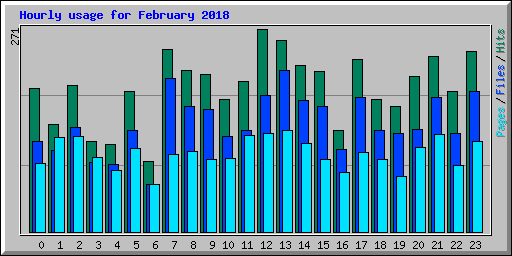 Hourly usage for February 2018
271
Pages / Files / Hits
0 1 2 3 4 5 6 7 8 9 10 11 12 13 14 15 16 17 18 19 20 21 22 23